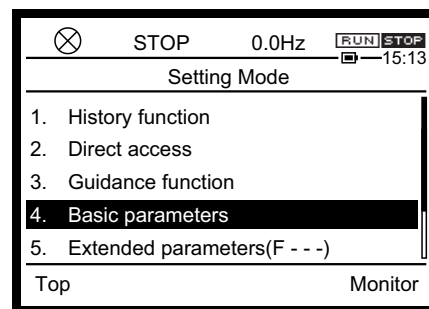 STOP 0.0Hz RUN STOP
15:13
Setting Mode
1. History function
2. Direct access
3. Guidance function
4. Basic parameters
5. Extended parameters(F - - -)
Top Monitor